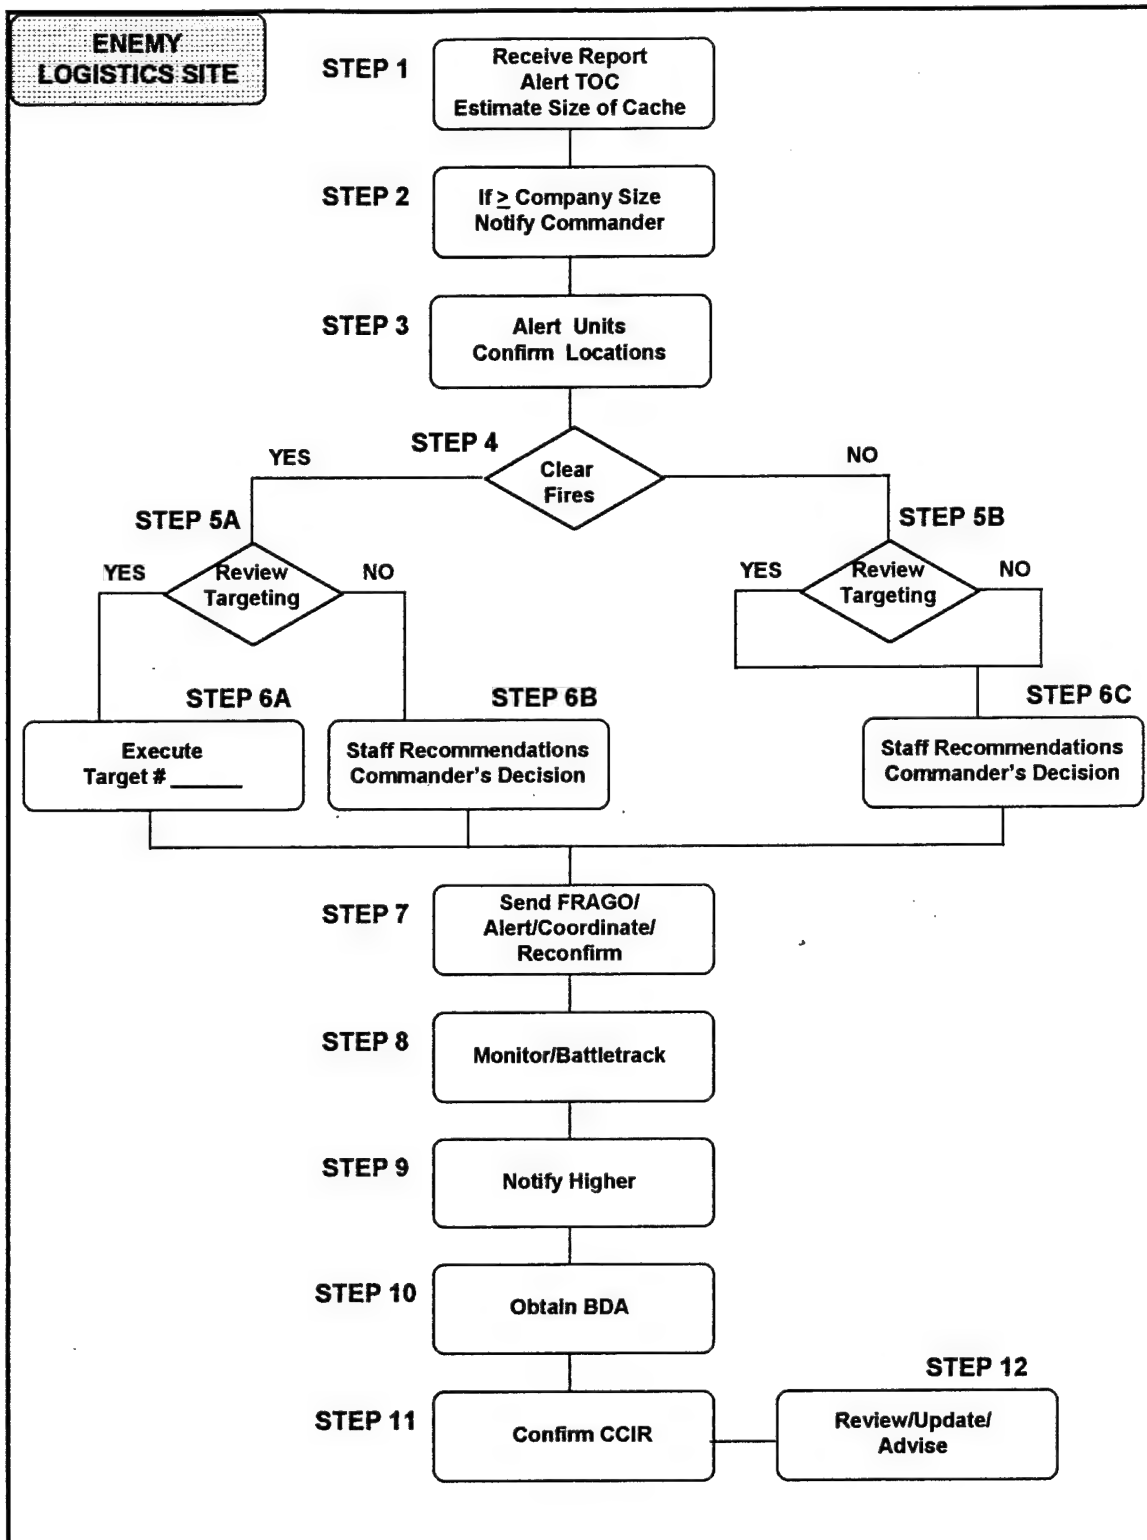 ENEMY
LOGISTICS SITE
STEP 1
Receive Report
Alert TOC
Estimate Size of Cache
STEP 2
If ≥ Company Size
Notify Commander
STEP 3
Alert Units
Confirm Locations
STEP 4
Clear
Fires
YES
NO
STEP 5A
Review
Targeting
YES
NO
STEP 5B
Review
Targeting
YES
NO
STEP 6A
Execute
Target # ______
STEP 6B
Staff Recommendations
Commander's Decision
STEP 6C
Staff Recommendations
Commander's Decision
STEP 7
Send FRAGO/
Alert/Coordinate/
Reconfirm
STEP 8
Monitor/Battletrack
STEP 9
Notify Higher
STEP 10
Obtain BDA
STEP 11
Confirm CCIR
STEP 12
Review/Update/
Advise